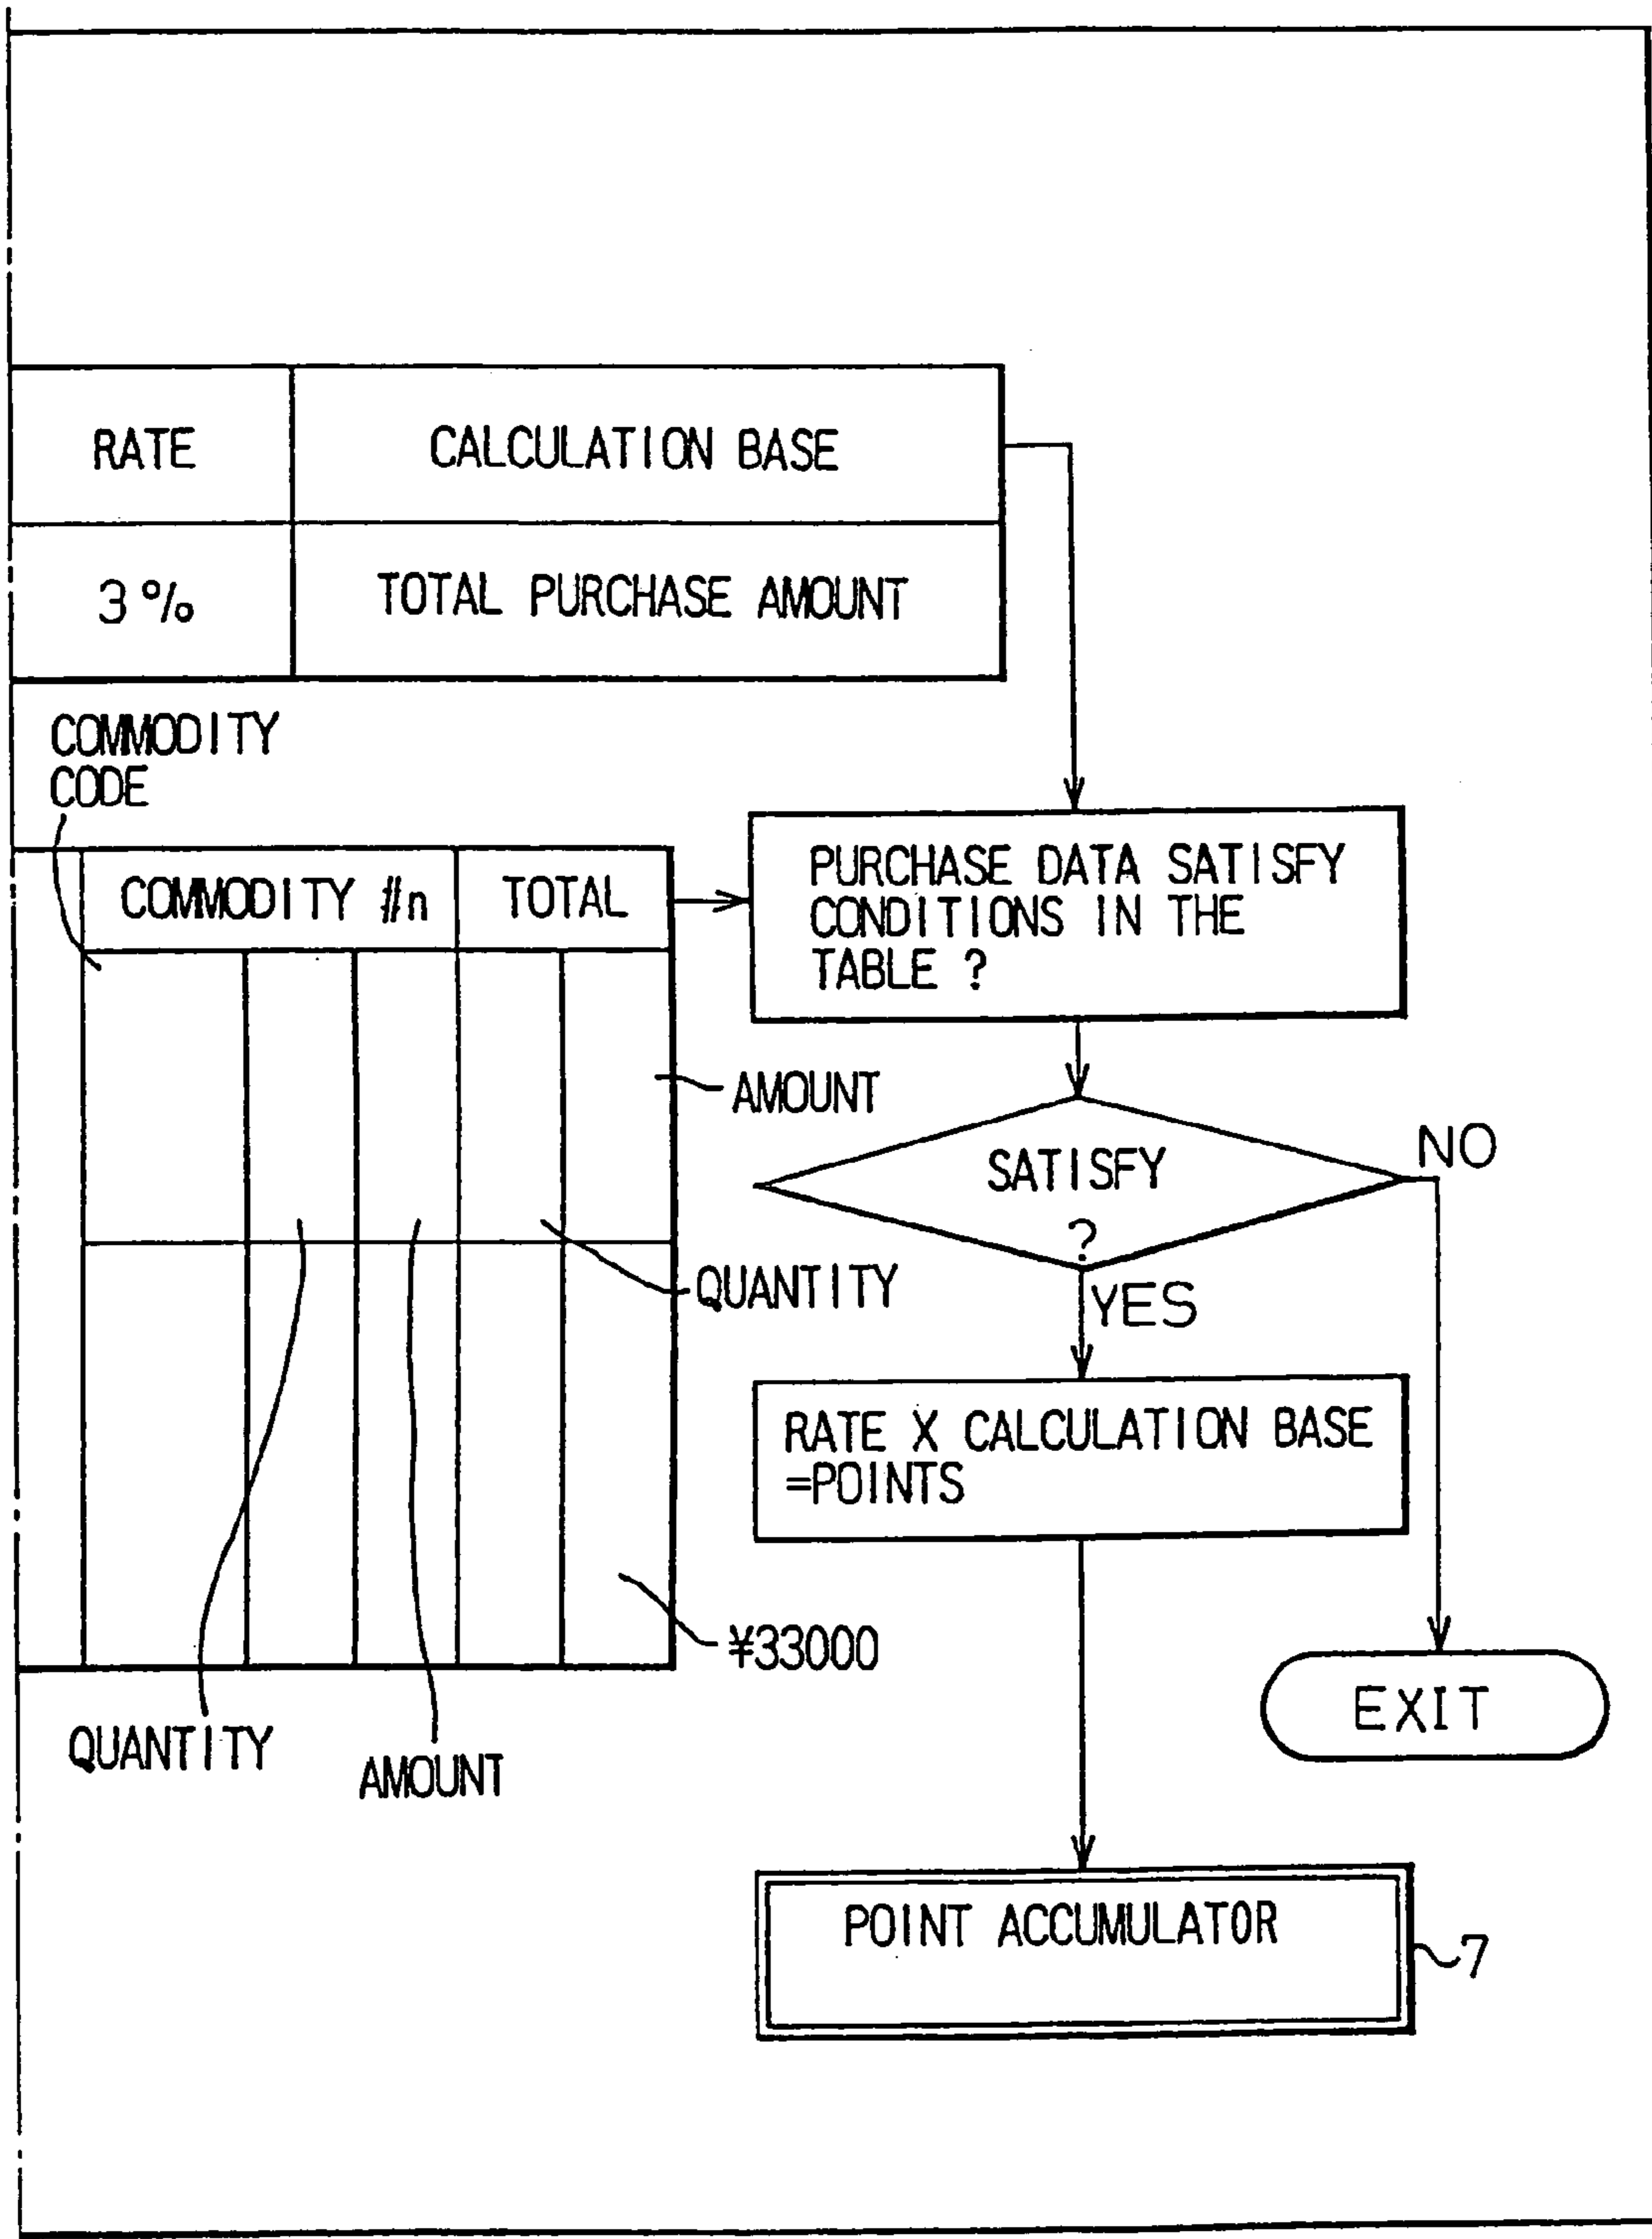 RATE
CALCULATION BASE
3%
TOTAL PURCHASE AMOUNT
COMMODITY
CODE
COMMODITY #n
TOTAL
PURCHASE DATA SATISFY
CONDITIONS IN THE
TABLE ?
AMOUNT
SATISFY
?
NO
QUANTITY
YES
RATE X CALCULATION BASE
=POINTS
¥33000
QUANTITY
AMOUNT
EXIT
POINT ACCUMULATOR
7